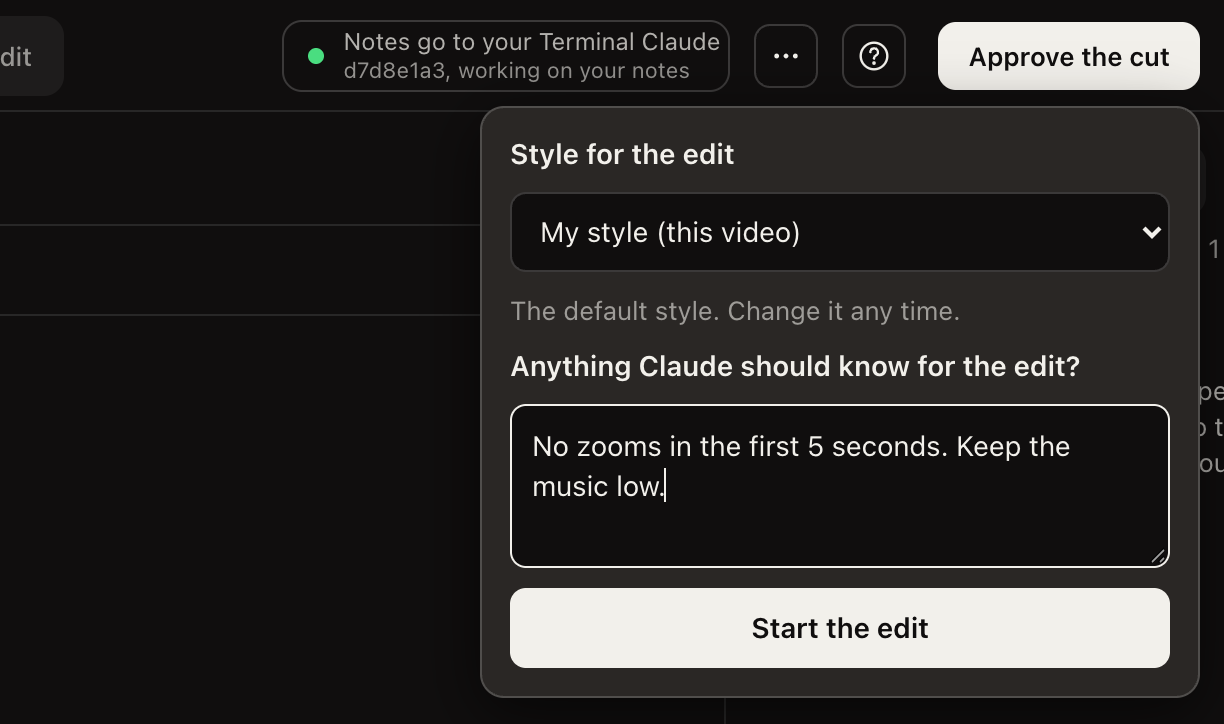 dit
Notes go to your Terminal Claude
d7d8e1a3, working on your notes
Approve the cut
Style for the edit
My style (this video)
The default style. Change it any time.
Anything Claude should know for the edit?
No zooms in the first 5 seconds. Keep the
music low.
Start the edit
1